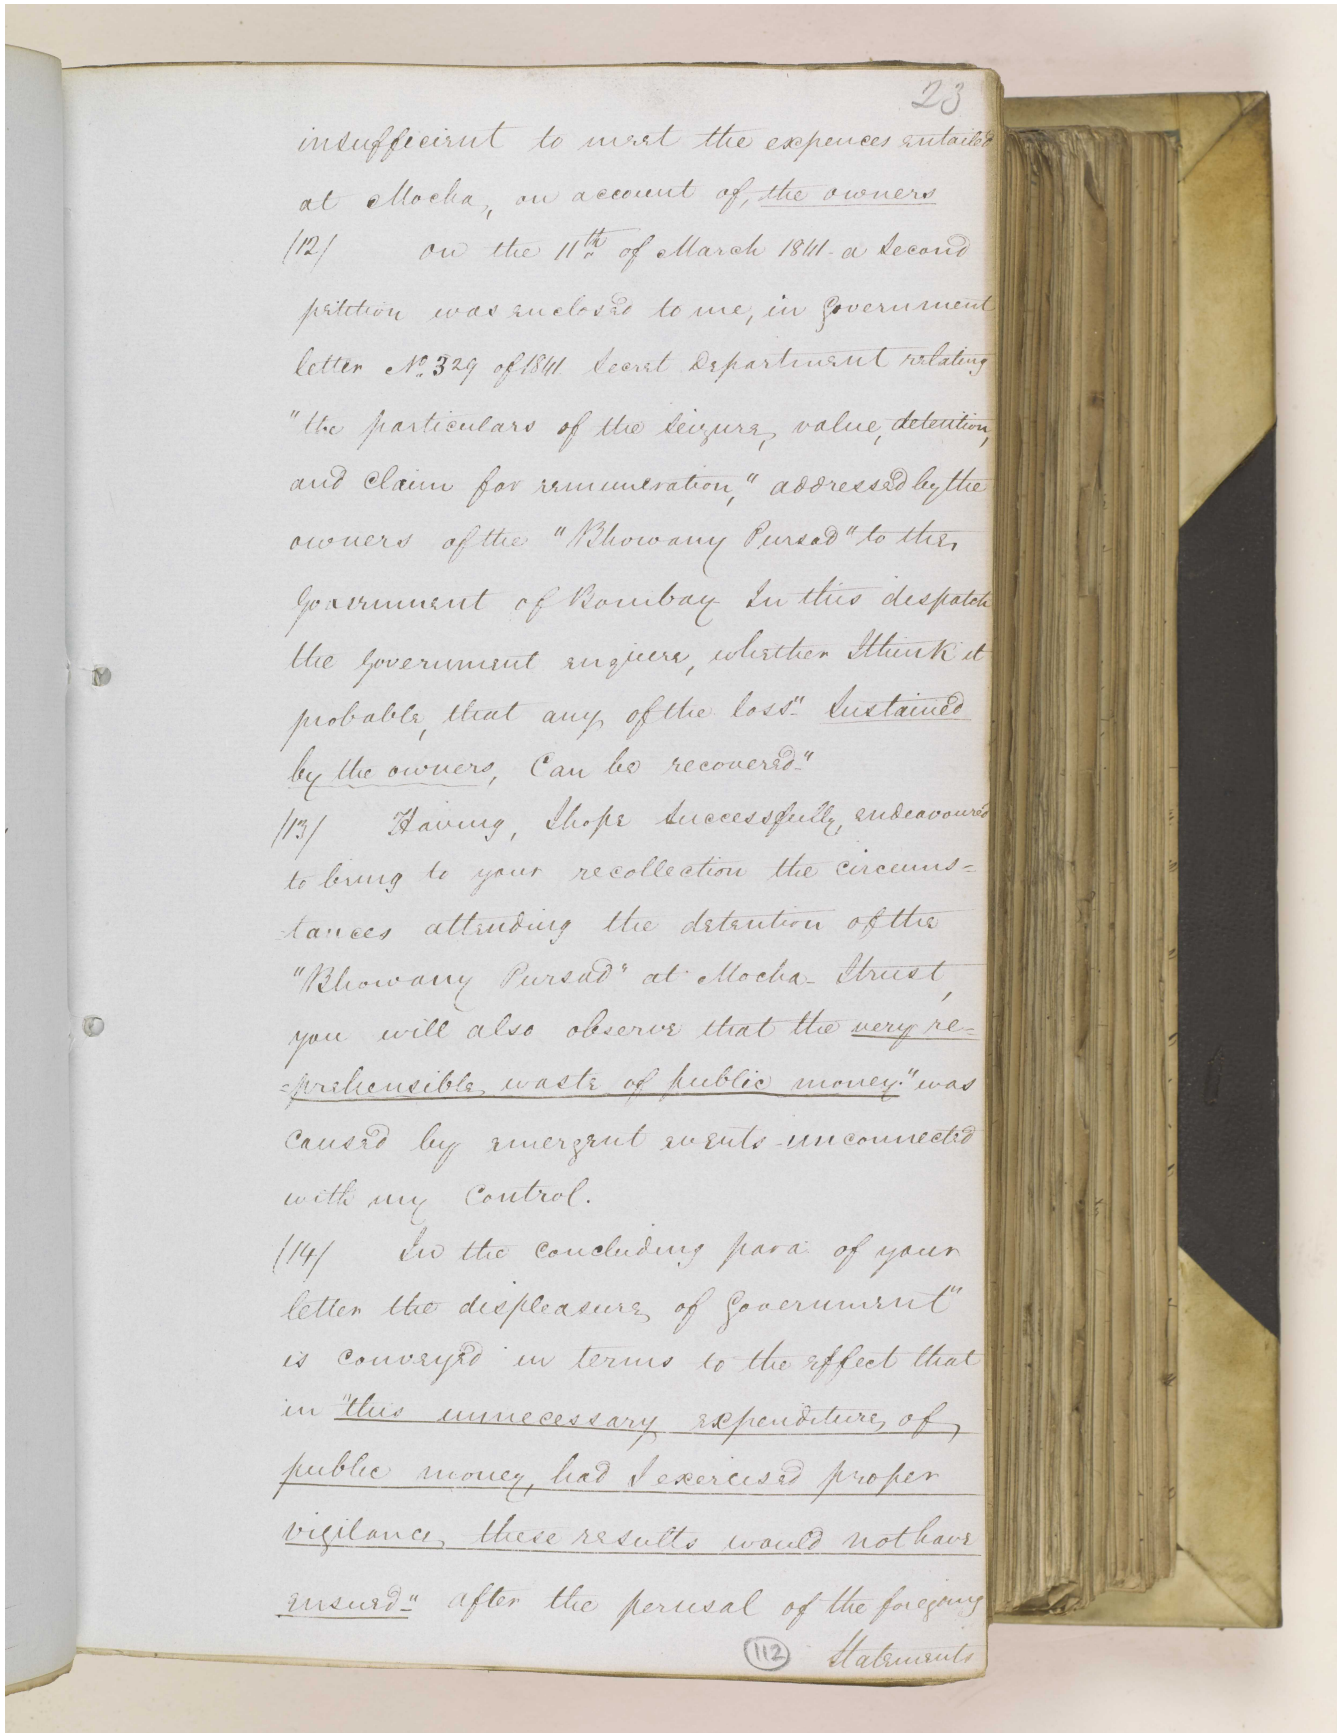 23
insufficient to meet the expences entailed
at Mocha, on account of, the owners
/12/ on the 11th of March 1841. a Second
petition was enclosed to me, in Government
letter No. 329 of 1841. Secret Department relating
"the particulars of the Seizure, value, detention,
and Claim for remuneration," addressed by the
owners of the "Bhowany Pursad" to the
Government of Bombay In this despatch
the Government enquire, whether I think it
probable, that any of the loss" Sustained
by the owners, Can be recovered"
/13/ Having, I hope Successfully, endeavoured
to bring to your recollection the circums=
tances attending the detention of the
"Bhowany Pursad" at Mocha - I trust,
you will also observe that the very re=
=prehensible waste of public money." was
Caused by emergent events unconnected
with my Control.
/14/ In the Concluding para of your
letter the displeasure of Government"
is Conveyed in terms to the effect that
in "this unnecessary expenditure of
public money, had I exercised proper
vigilance, these results would not have
ensued" after the perusal of the foregoing
Statements
112